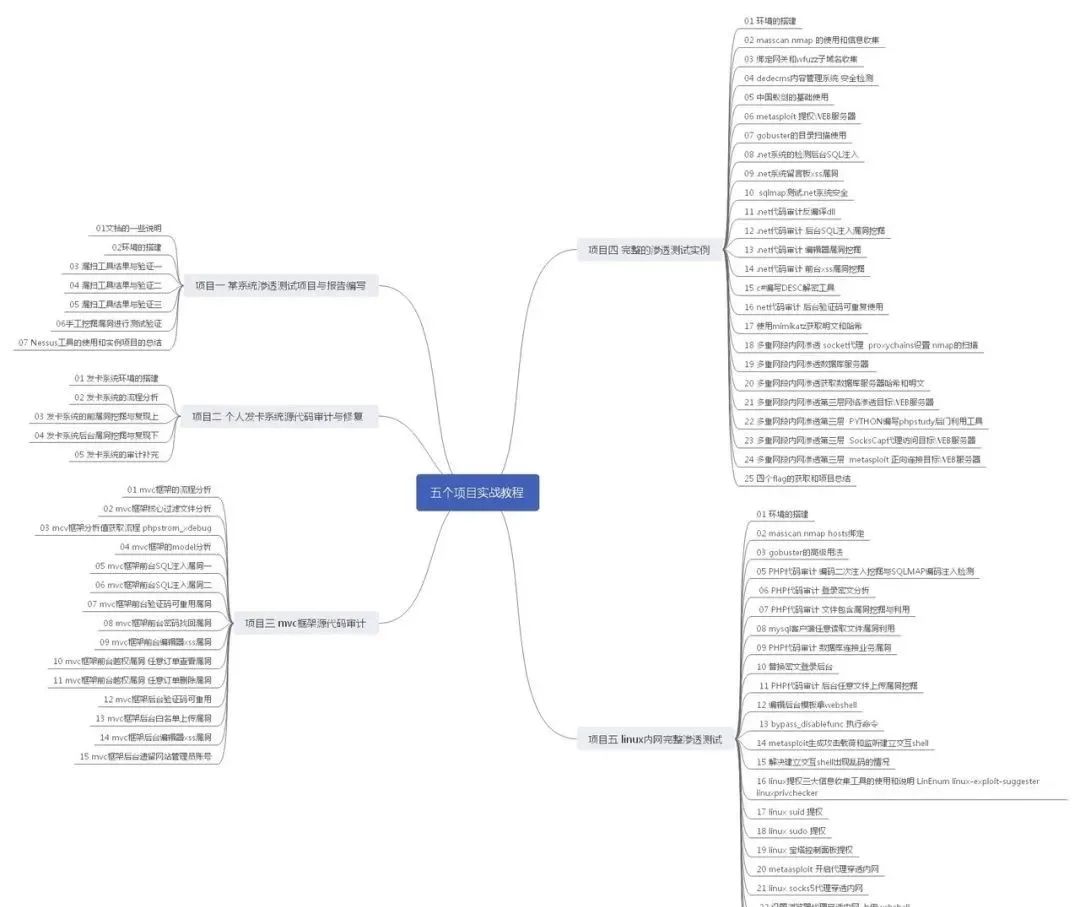 五个项目实战教程
项目一 某系统渗透测试项目与报告编写
01文档的一些说明
02环境的搭建
03 漏扫工具结果与验证一
04 漏扫工具结果与验证二
05 漏扫工具结果与验证三
06手工挖掘漏洞进行测试验证
07 Nessus工具的使用和实例项目的总结
项目二 个人发卡系统源代码审计与修复
01 发卡系统环境的搭建
02 发卡系统的流程分析
03 发卡系统的前漏洞挖掘与复现上
04 发卡系统后台漏洞挖掘与复现下
05 发卡系统的审计补充
项目三 mvc框架源代码审计
01 mvc框架的流程分析
02 mvc框架核心过滤文件分析
03 mcv框架分析值获取流程 phpstrom_xdebug
04 mvc框架的model分析
05 mvc框架前台SQL注入漏洞一
06 mvc框架前台SQL注入漏洞二
07 mvc框架前台验证码可重用漏洞
08 mvc框架前台密码找回漏洞
09 mvc框架前台编辑器xss漏洞
10 mvc框架前台越权漏洞 任意订单查看漏洞
11 mvc框架前台越权漏洞 任意订单删除漏洞
12 mvc框架后台验证码可重用
13 mvc框架后台白名单上传漏洞
14 mvc框架后台编辑器xss漏洞
15 mvc框架后台遗留网站管理员账号
项目四 完整的渗透测试实例
01 环境的搭建
02 masscan nmap 的使用和信息收集
03 绑定网关和wfuzz子域名收集
04 dedecms内容管理系统 安全检测
05 中国蚁剑的基础使用
06 metasploit 提权WEB服务器
07 gobuster的目录扫描使用
08 .net系统的检测后台SQL注入
09 .net系统留言板xss漏洞
10 sqlmap测试.net系统安全
11 .net代码审计反编译dll
12 .net代码审计 后台SQL注入漏洞挖掘
13 .net代码审计 编辑器漏洞挖掘
14 .net代码审计 前台xss漏洞挖掘
15 c#编写DESC解密工具
16 net代码审计 后台验证码可重复使用
17 使用mimikatz获取明文和哈希
18 多重网段内网渗透 socket代理 proxychains设置 nmap的扫描
19 多重网段内网渗透数据库服务器
20 多重网段内网渗透获取数据库服务器哈希和明文
21 多重网段内网渗透第三层网络渗透目标WEB服务器
22 多重网段内网渗透第三层 PYTHON编写phpstudy后门利用工具
23 多重网段内网渗透第三层 SocksCap代理访问目标WEB服务器
24 多重网段内网渗透第三层 metasploit 正向连接目标WEB服务器
25 四个flag的获取和项目总结
项目五 linux内网完整渗透测试
01 环境的搭建
02 masscan nmap hosts绑定
03 gobuster的高级用法
05 PHP代码审计 编码二次注入挖掘与SQLMAP编码注入检测
06 PHP代码审计 登录密文分析
07 PHP代码审计 文件包含漏洞挖掘与利用
08 mysql客户端任意读取文件漏洞利用
09 PHP代码审计 数据库连接业务漏洞
10 替换密文登录后台
11 PHP代码审计 后台任意文件上传漏洞挖掘
12 编辑后台模板拿webshell
13 bypass_disablefunc 执行命令
14 metasploit生成攻击载荷和监听建立交互shell
15 解决建立交互shell出现乱码的情况
16 linux提权三大信息收集工具的使用和说明 LinEnum linux-exploit-suggester
linuxprivchecker
17 linux suid 提权
18 linux sudo 提权
19 linux 宝塔控制面板提权
20 metaasploit 开启代理穿透内网
21 linux socks5代理穿透内网